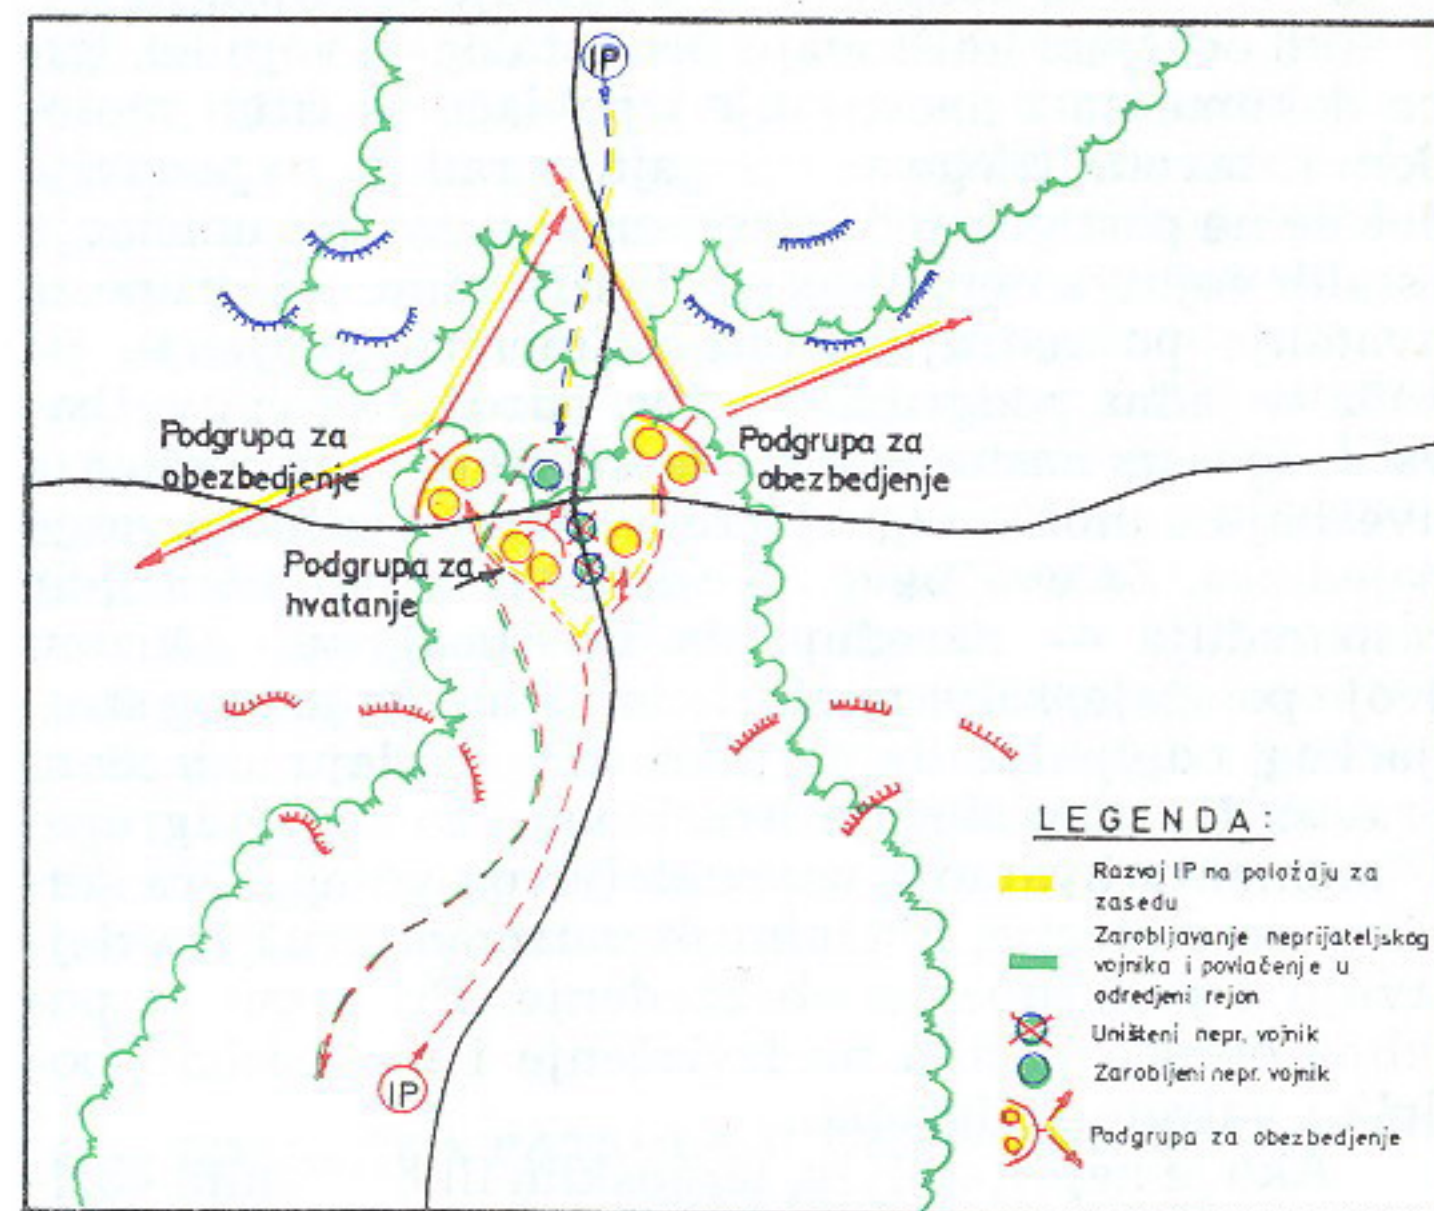 IP
Podgrupa za
obezbedjenje
Podgrupa za
obezbedjenje
Podgrupa za
hvatanje
IP
LEGENDA:
Razvoj IP na položaju za
zasedu
Zarobljavanje neprijateljskog
vojnika i povlačenje u
odredjeni rejon
Uništeni nepr. vojnik
Zarobljeni nepr. vojnik
Podgrupa za obezbedjenje